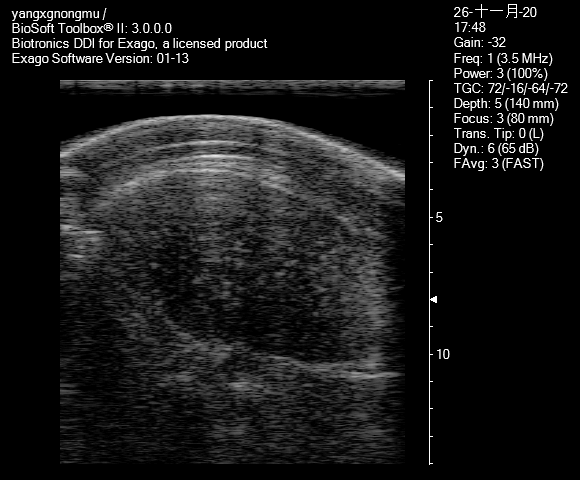 yangxgnongmu /
BioSoft Toolbox® II: 3.0.0.0
Biotronics DDI for Exago, a licensed product
Exago Software Version: 01-13
26-十一月-20
17:48
Gain: -32
Freq: 1 (3.5 MHz)
Power: 3 (100%)
TGC: 72/-16/-64/-72
Depth: 5 (140 mm)
Focus: 3 (80 mm)
Trans. Tip: 0 (L)
Dyn.: 6 (65 dB)
FAvg: 3 (FAST)
5
10